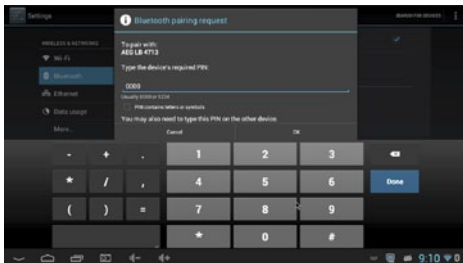 Settings
Bluetooth pairing request
SEARCH FOR DEVICES
WIRELESS & NETWORKS
Wi-Fi
Bluetooth
Ethernet
Data usage
More...
To pair with:
AEG LB 4713
Type the device's required PIN:
0000
Usually 0000 or 1234
PIN contains letters or symbols
You may also need to type this PIN on the other device.
Cancel
OK
- + . 1 2 3
* / , 4 5 6 Done
( ) = 7 8 9
* 0 #
9:10